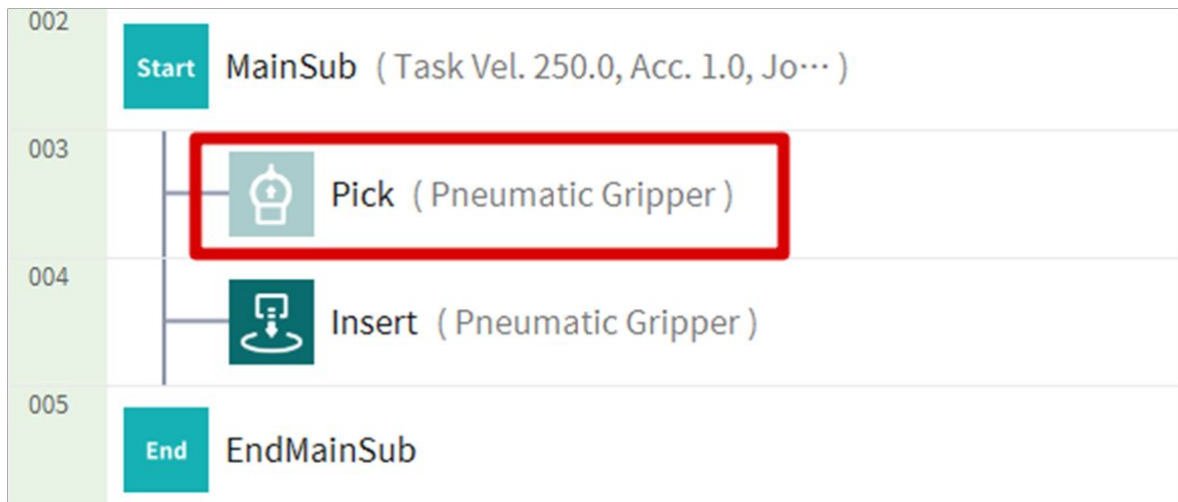 002
Start MainSub ( Task Vel. 250.0, Acc. 1.0, Jo··· )
003
Pick ( Pneumatic Gripper )
004
Insert ( Pneumatic Gripper )
005
End EndMainSub